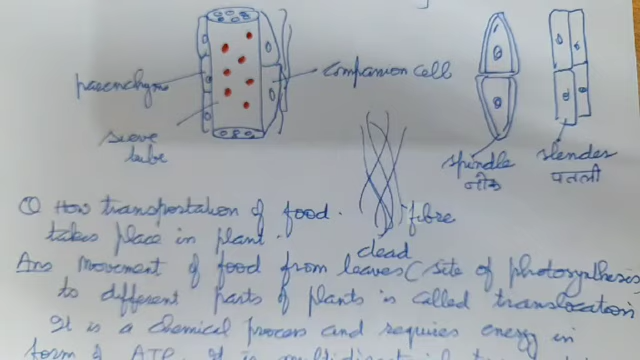 parenchyma
companion cell
sieve
tube
spindle
नोंक
slender
पतली
fibre
dead
Q How transportation of food.
takes place in plant.
Ans Movement of food from leaves (site of photosynthesis
to different parts of plants is called translocation
It is a chemical process and requires energy in
form of ATP. It is